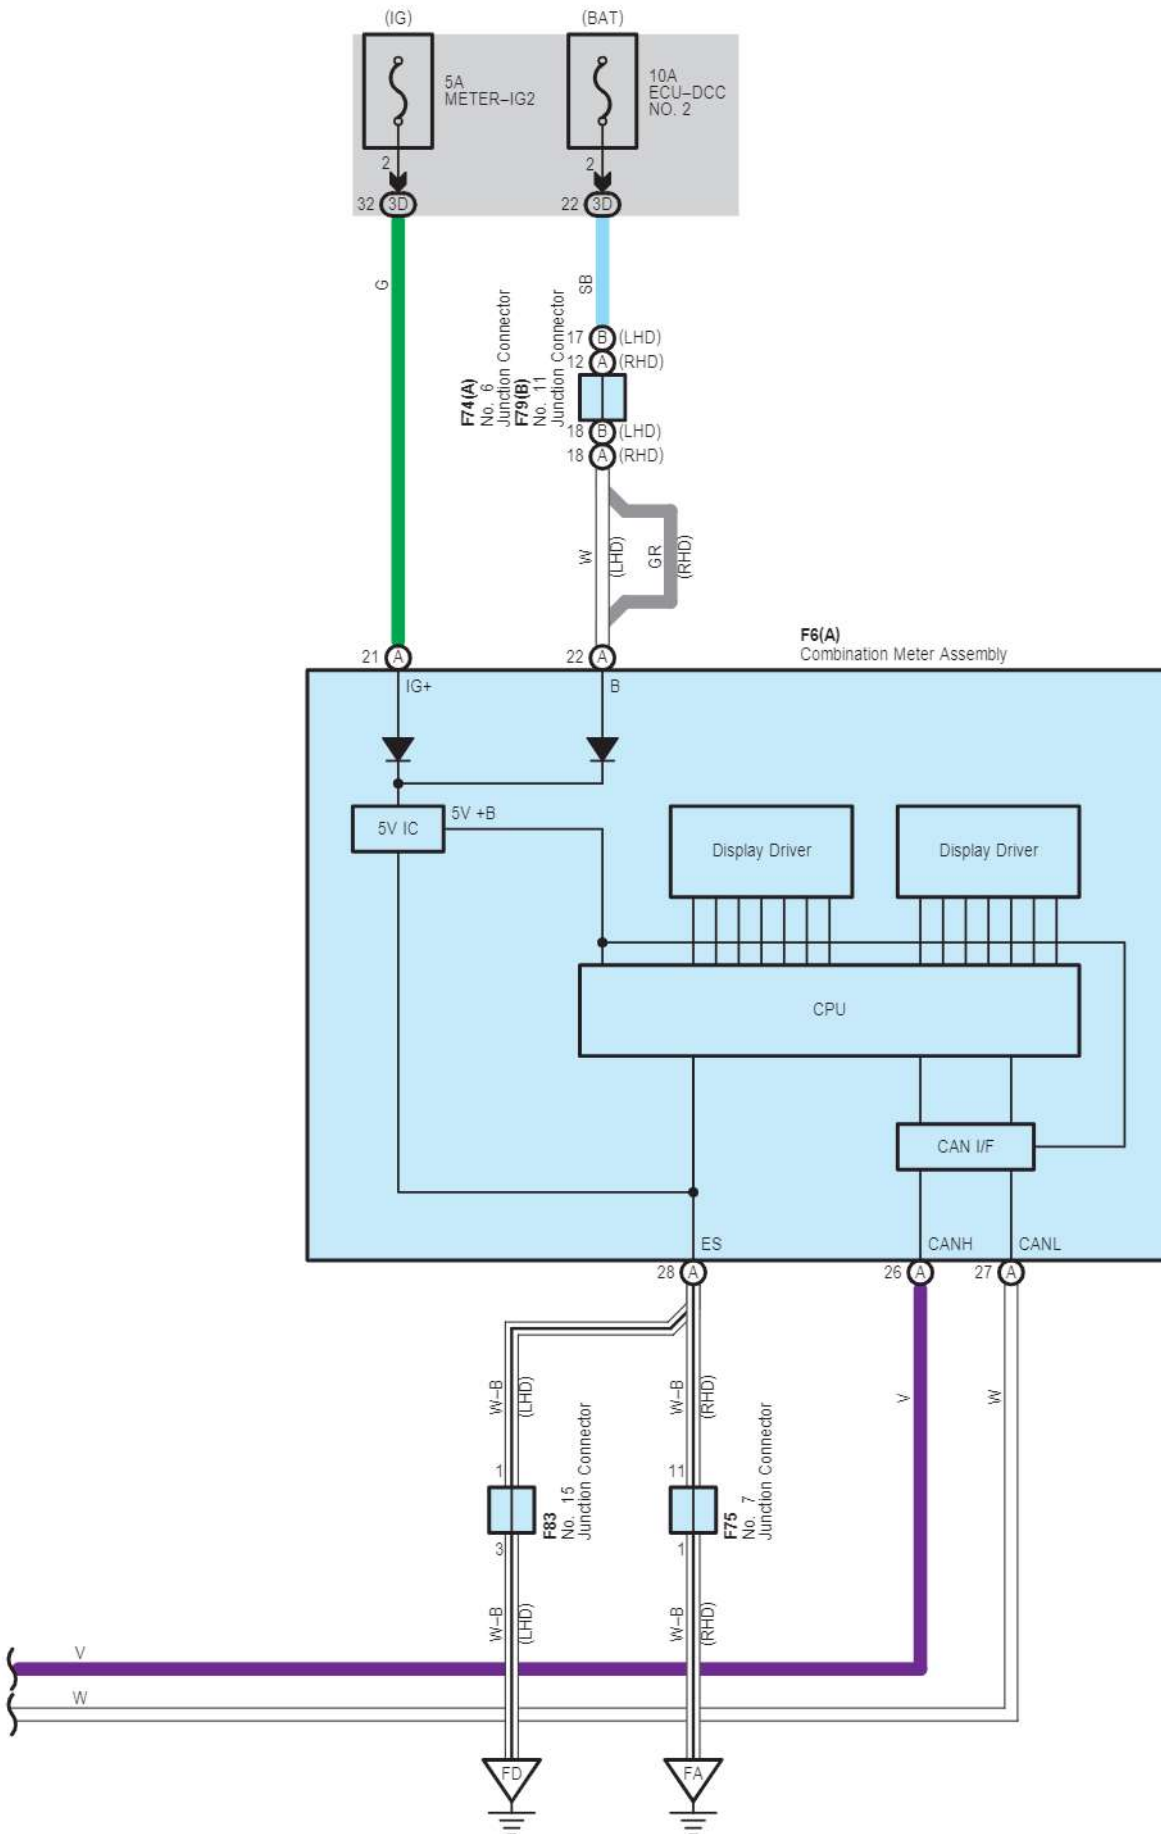 (IG)
(BAT)
5A
METER–IG2
10A
ECU–DCC
NO. 2
2
2
32 3D
22 3D
G
SB
F74(A)
No. 6
Junction Connector
F79(B)
No. 11
Junction Connector
17 B (LHD)
12 A (RHD)
18 B (LHD)
18 A (RHD)
W
(LHD)
GR
(RHD)
F6(A)
Combination Meter Assembly
21 A
22 A
IG+
B
5V IC
5V +B
Display Driver
Display Driver
CPU
CAN I/F
ES
CANH
CANL
28 A
26 A
27 A
W–B
(LHD)
W–B
(RHD)
V
W
1
11
F83
No. 15
Junction Connector
F75
No. 7
Junction Connector
3
1
W–B
(LHD)
W–B
(RHD)
V
W
FD
FA